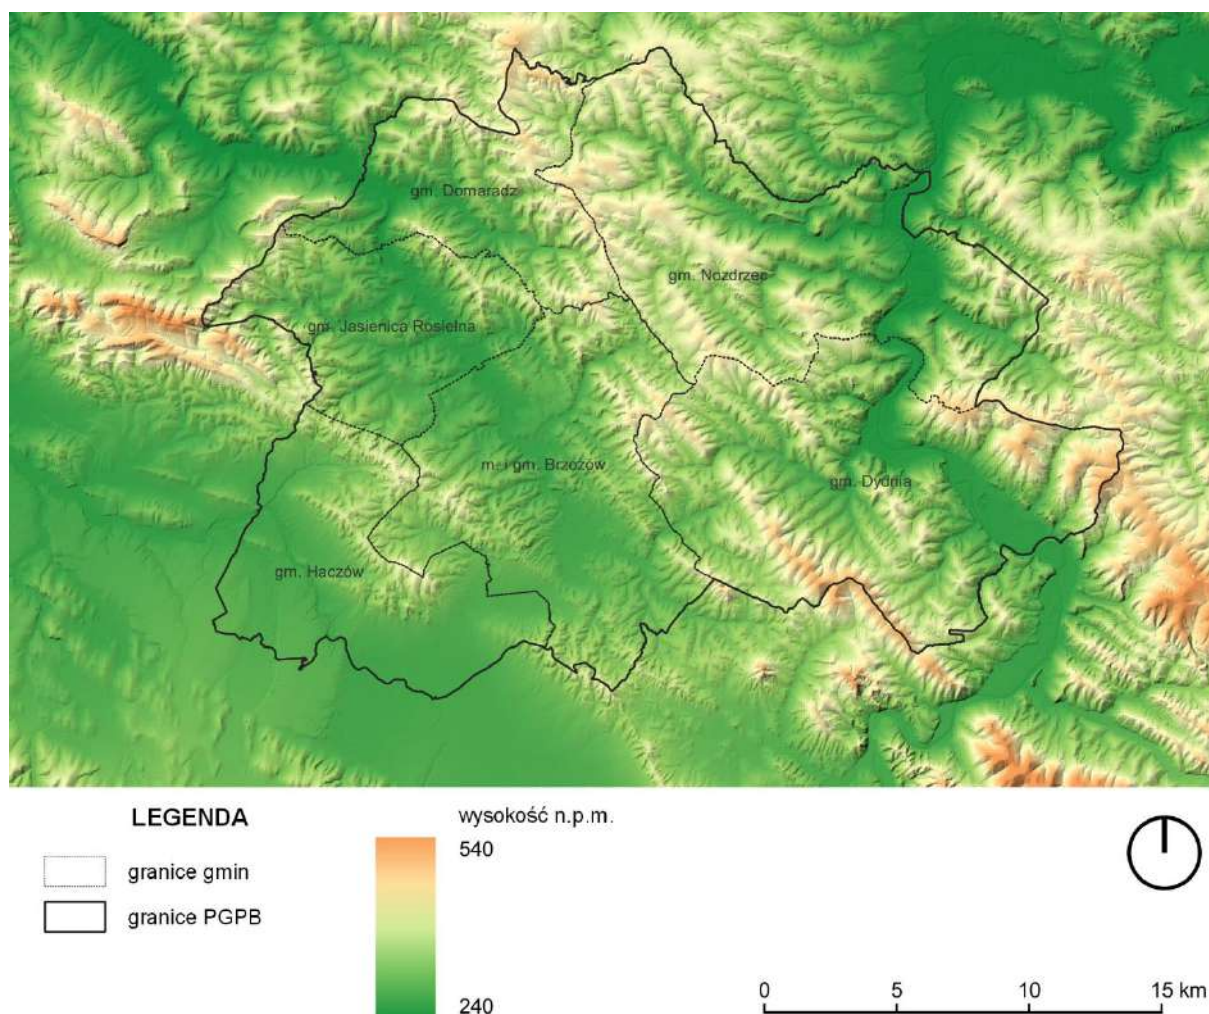 gm. Domaradz
gm. Nozdrzec
gm. Jasienica Rosielna
m. i gm. Brzozów
gm. Dydnia
gm. Haczów
LEGENDA
granice gmin
granice PGPB
wysokość n.p.m.
540
240
0 5 10 15 km